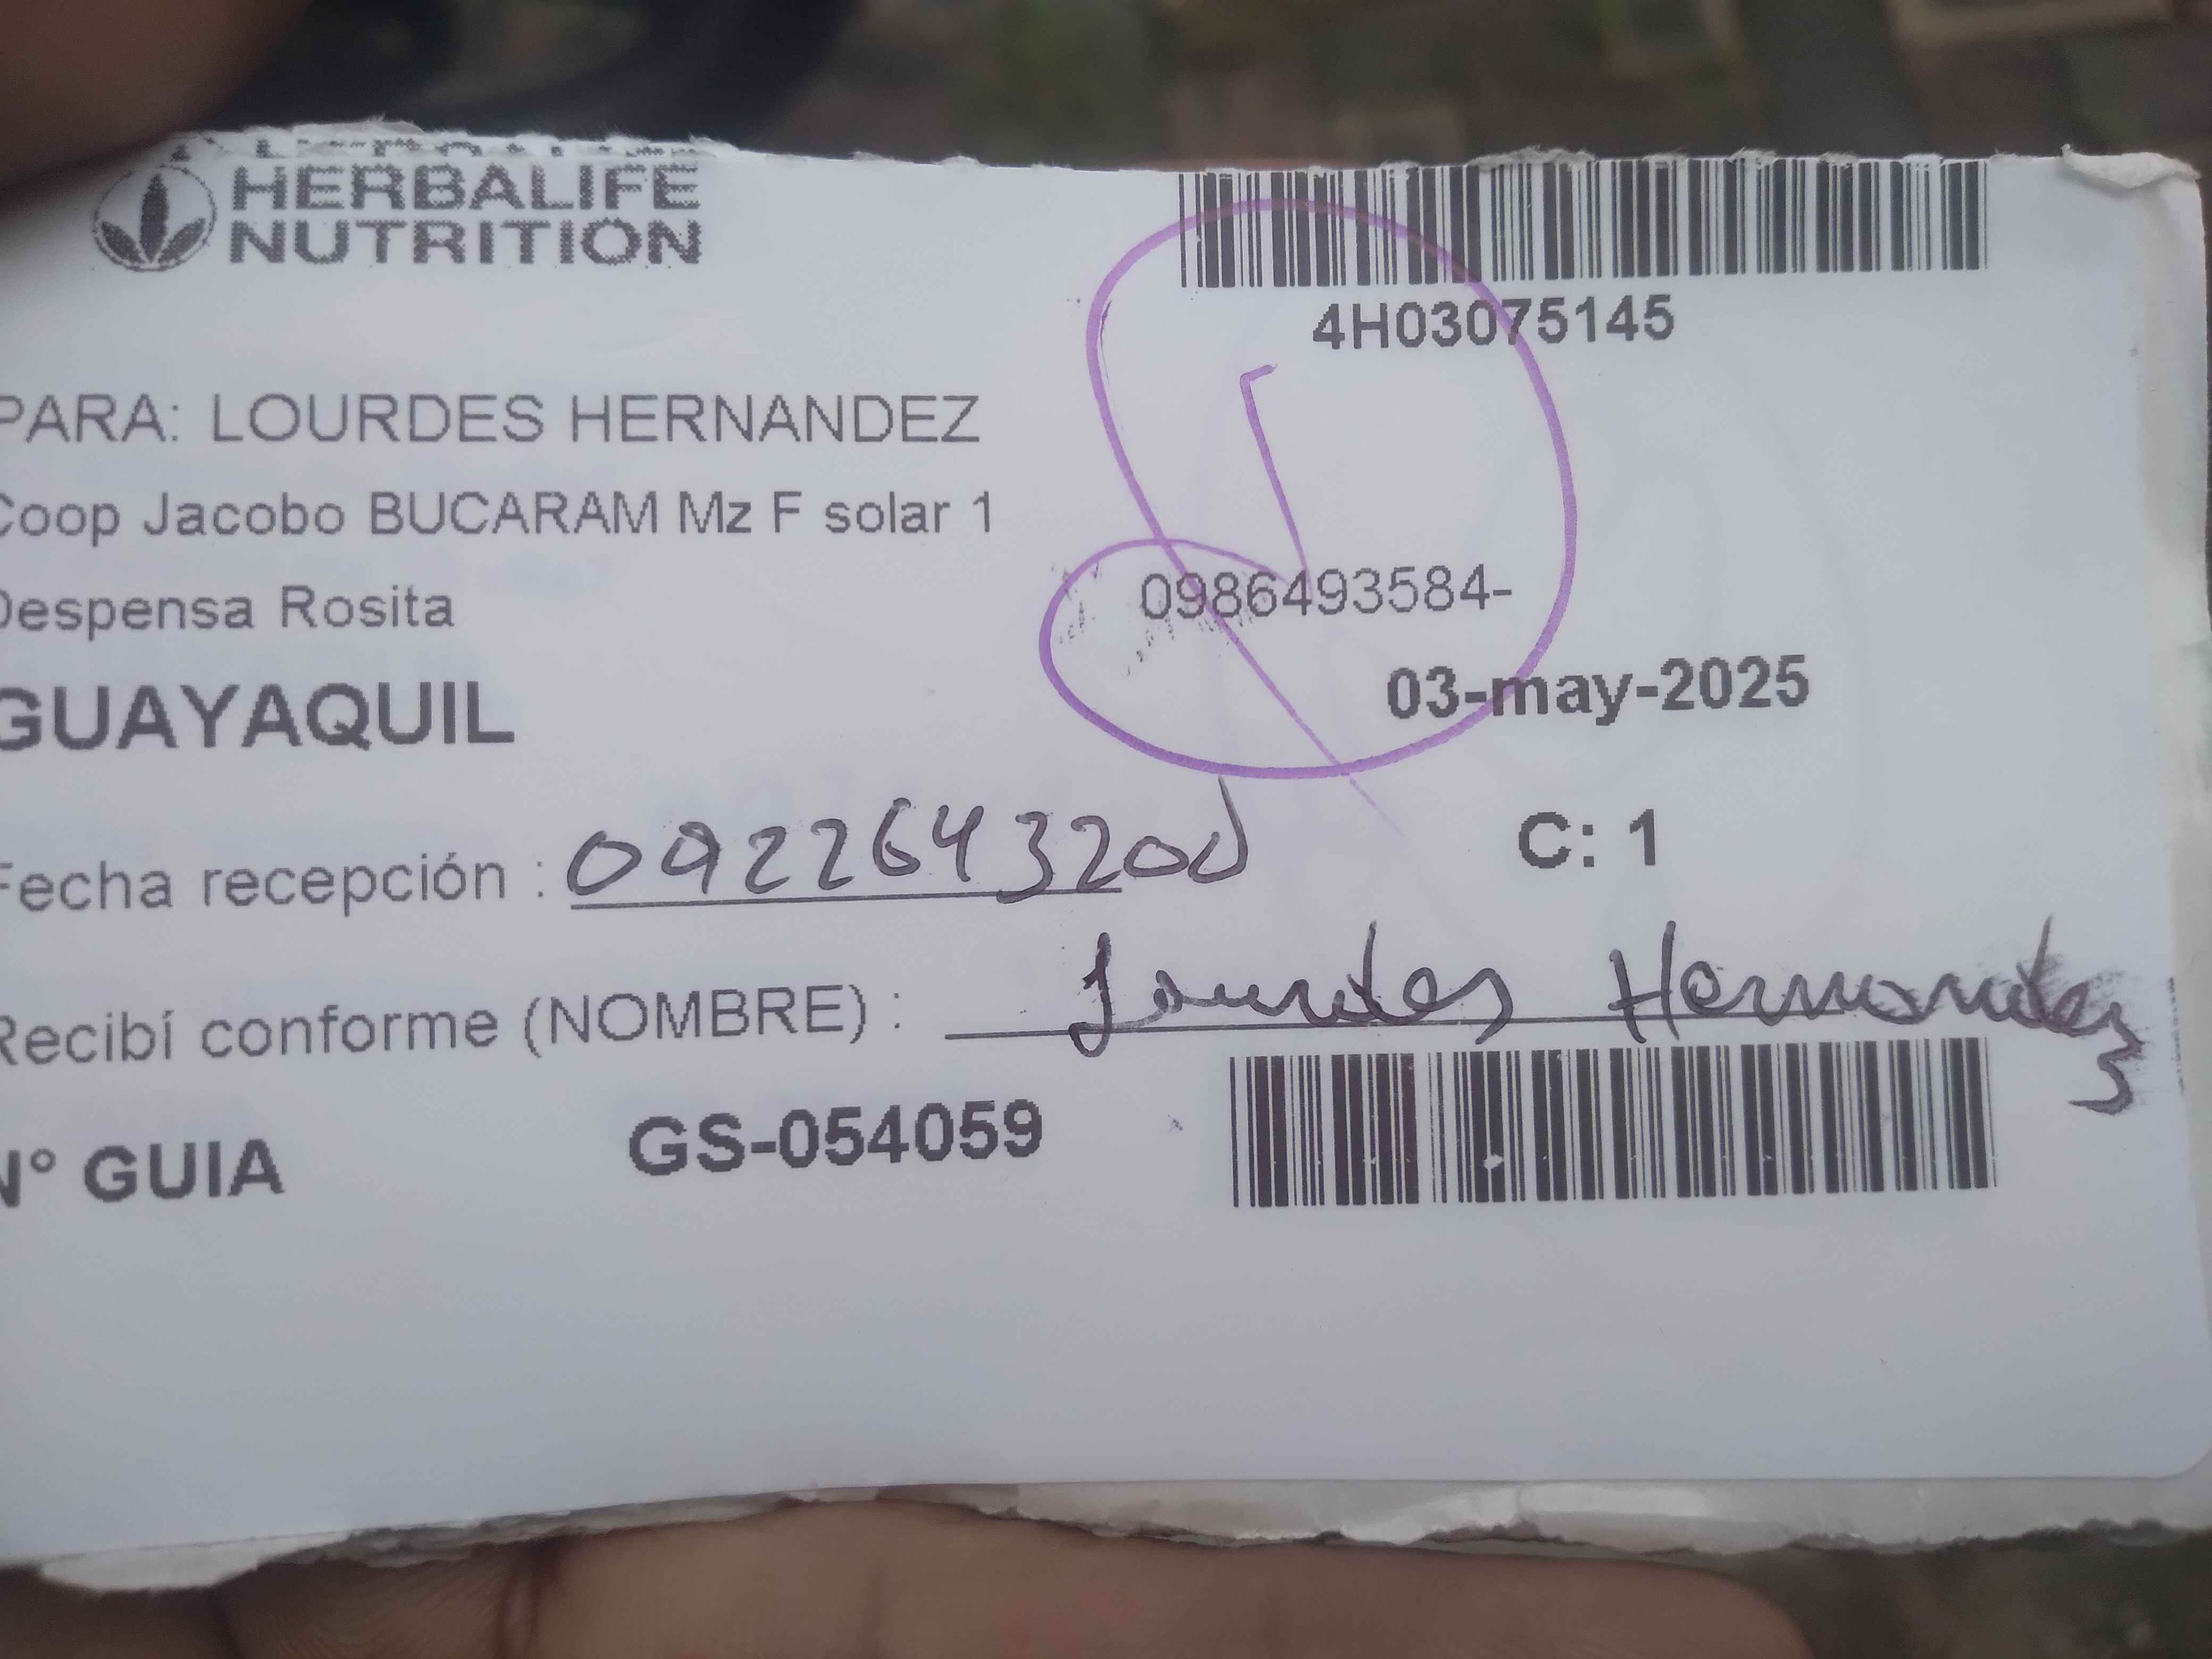 HERBALIFE
NUTRITION
4H03075145
PARA: LOURDES HERNANDEZ
Coop Jacobo BUCARAM Mz F solar 1
Despensa Rosita
0986493584-
GUAYAQUIL
03-may-2025
Fecha recepción : 0922643200
C: 1
Recibí conforme (NOMBRE) : Lourdes Hernandez
N° GUIA GS-054059